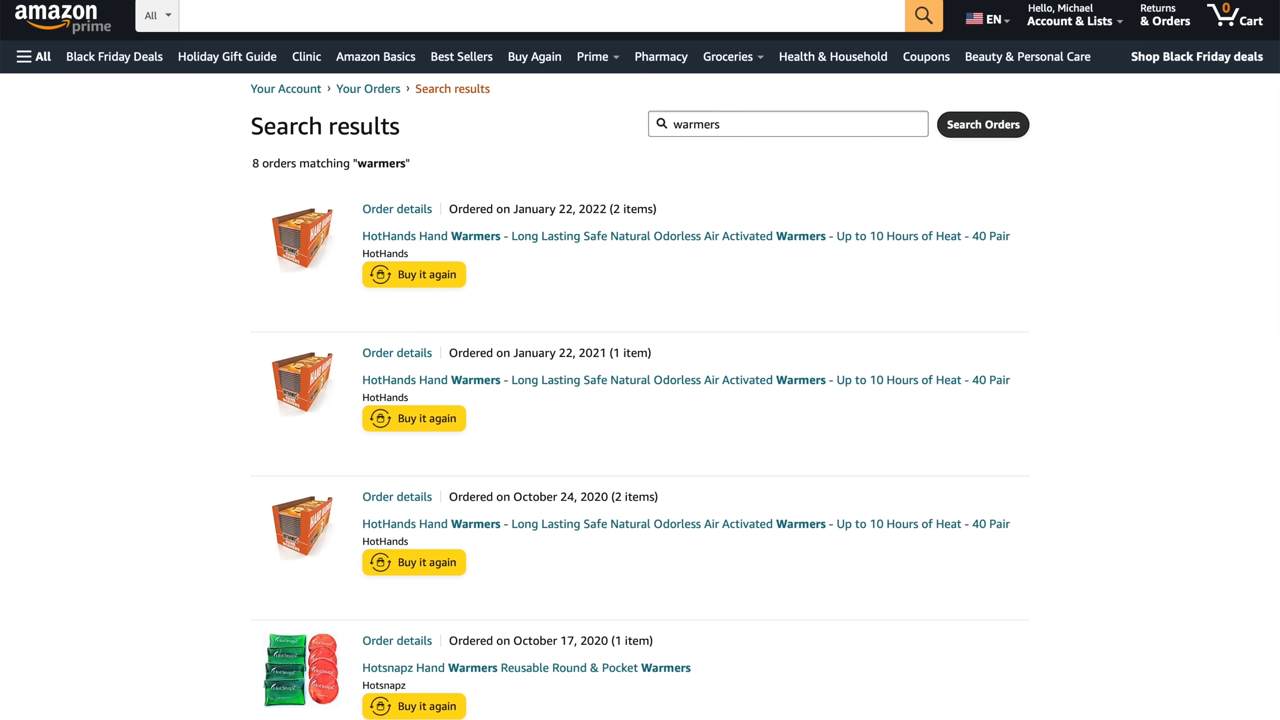 amazon prime
All
EN
Hello, Michael
Account & Lists
Returns
& Orders
0
Cart
All Black Friday Deals Holiday Gift Guide Clinic Amazon Basics Best Sellers Buy Again Prime Pharmacy Groceries Health & Household Coupons Beauty & Personal Care Shop Black Friday deals
Your Account › Your Orders › Search results
Search results
warmers
Search Orders
8 orders matching "warmers"
Order details Ordered on January 22, 2022 (2 items)
HotHands Hand Warmers - Long Lasting Safe Natural Odorless Air Activated Warmers - Up to 10 Hours of Heat - 40 Pair
HotHands
Buy it again
Order details Ordered on January 22, 2021 (1 item)
HotHands Hand Warmers - Long Lasting Safe Natural Odorless Air Activated Warmers - Up to 10 Hours of Heat - 40 Pair
HotHands
Buy it again
Order details Ordered on October 24, 2020 (2 items)
HotHands Hand Warmers - Long Lasting Safe Natural Odorless Air Activated Warmers - Up to 10 Hours of Heat - 40 Pair
HotHands
Buy it again
Order details Ordered on October 17, 2020 (1 item)
Hotsnapz Hand Warmers Reusable Round & Pocket Warmers
Hotsnapz
Buy it again